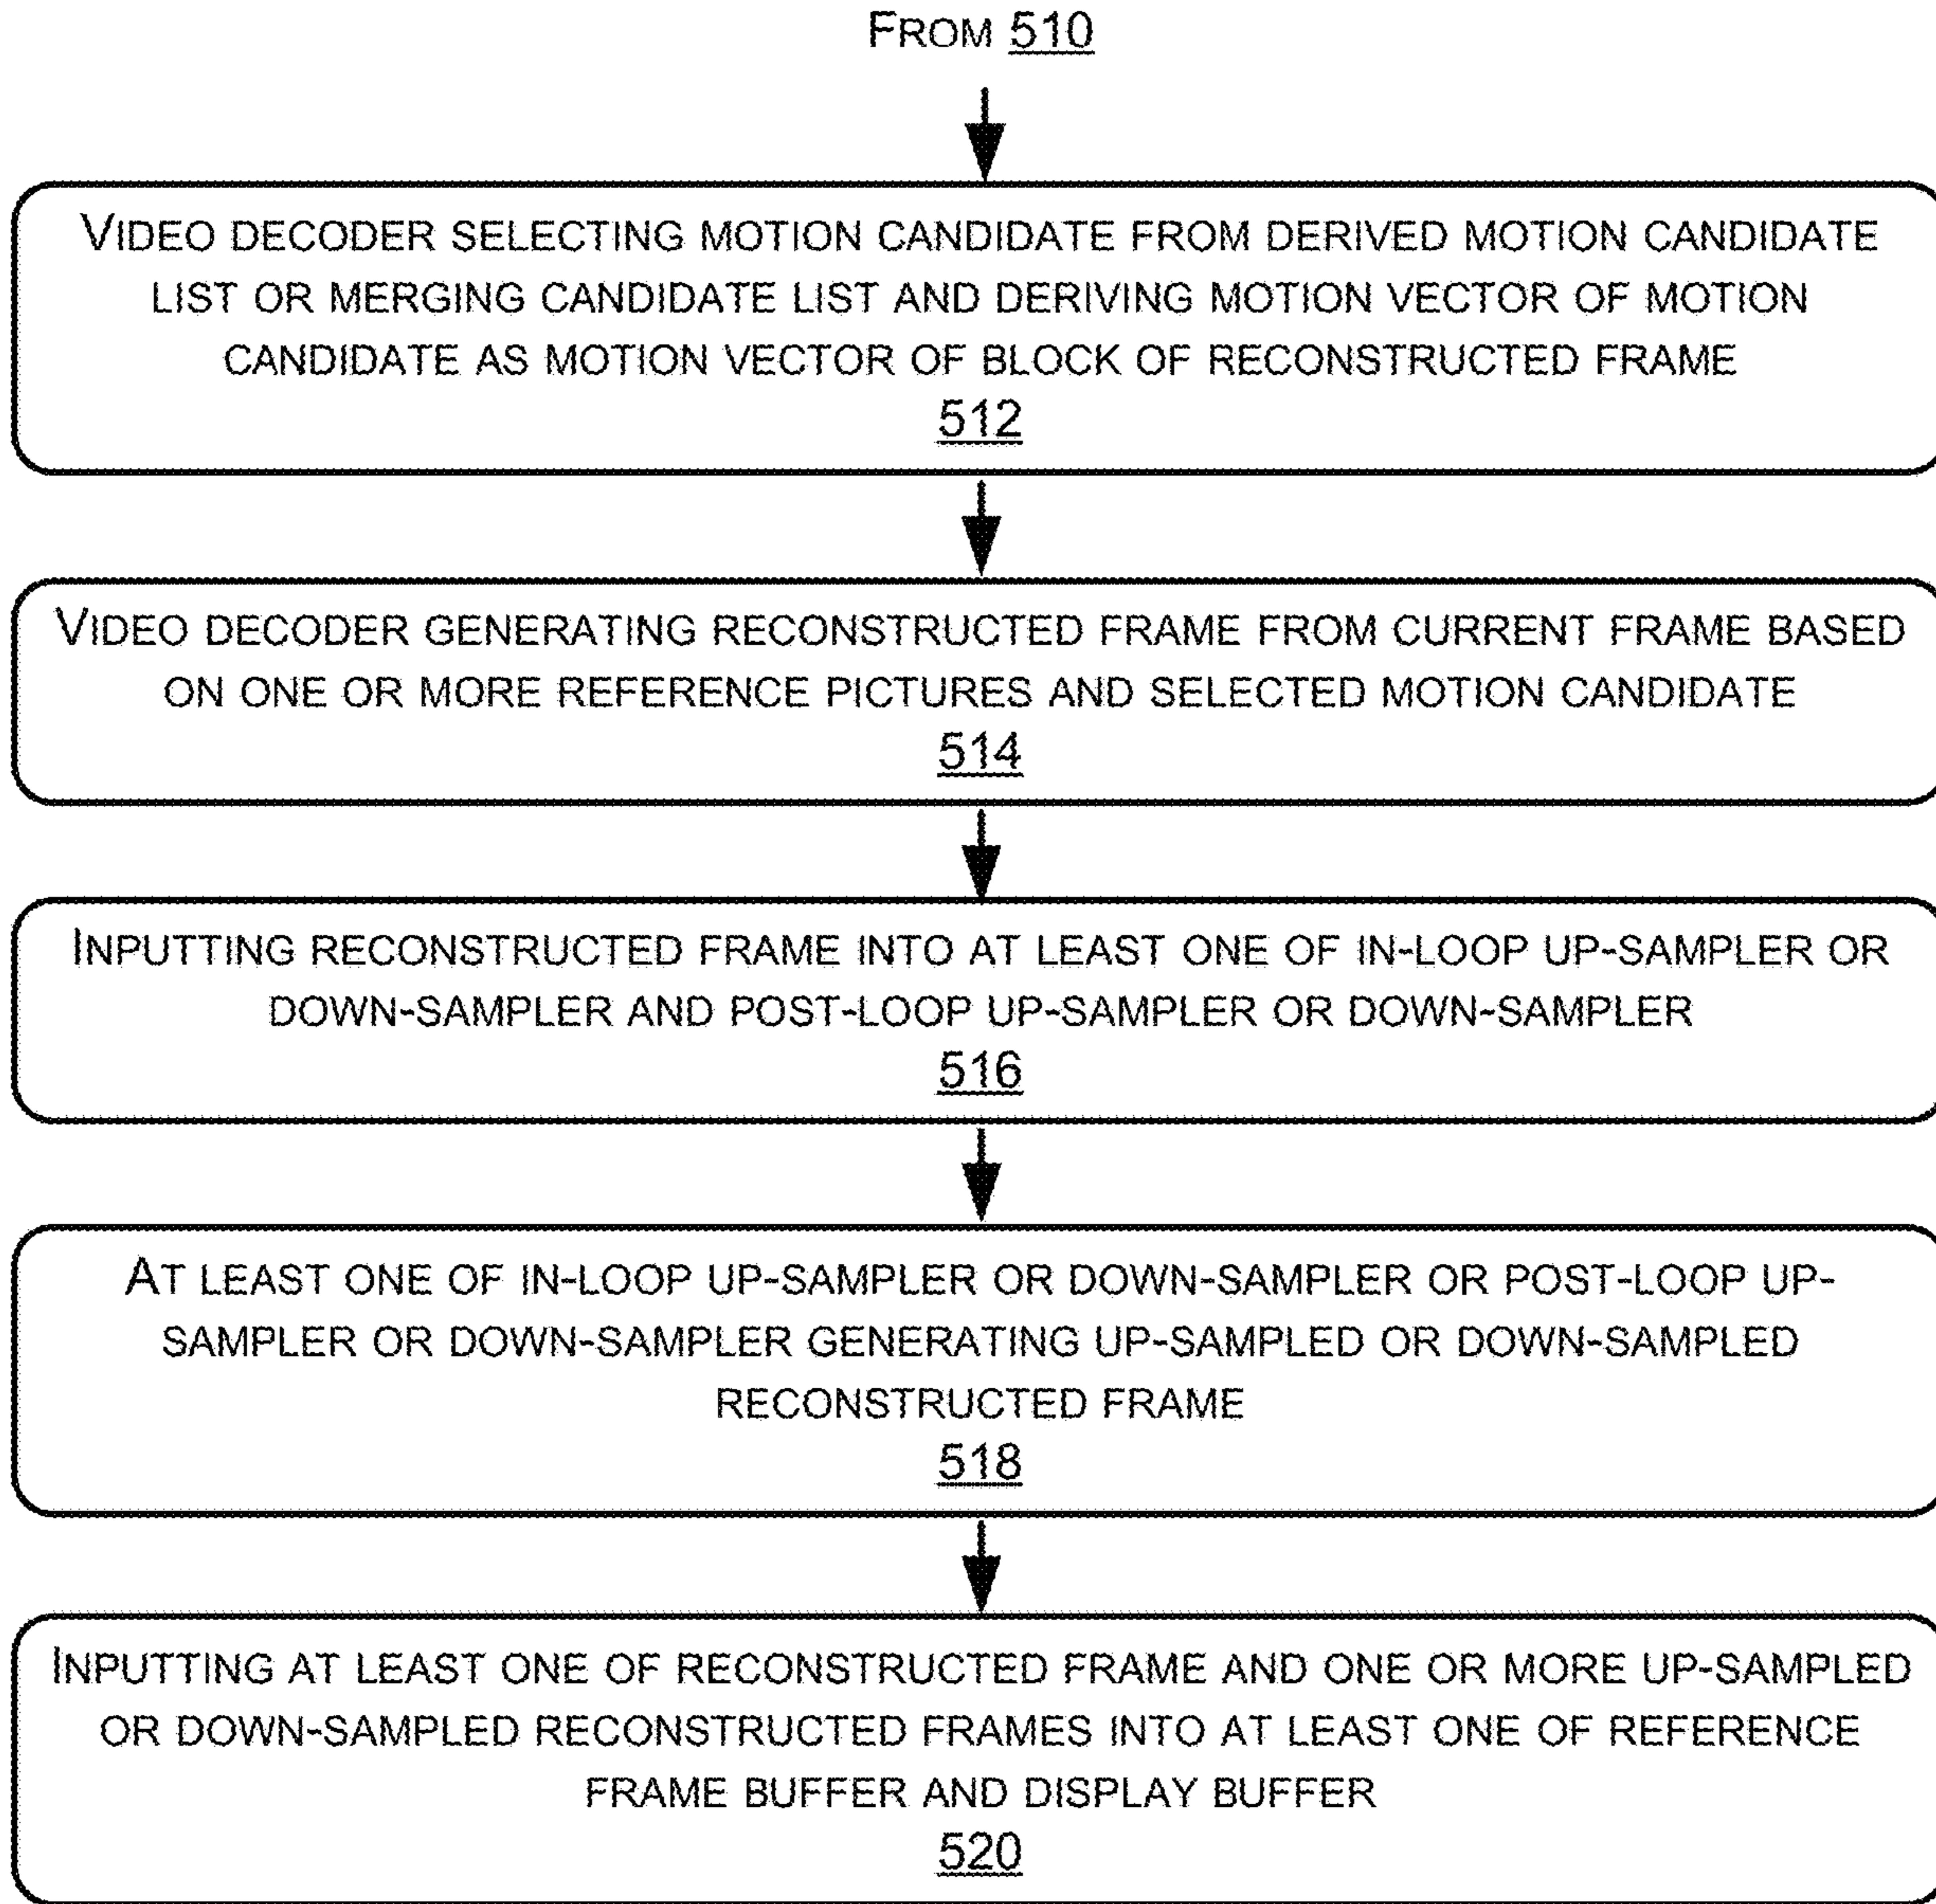 FROM 510
VIDEO DECODER SELECTING MOTION CANDIDATE FROM DERIVED MOTION CANDIDATE
LIST OR MERGING CANDIDATE LIST AND DERIVING MOTION VECTOR OF MOTION
CANDIDATE AS MOTION VECTOR OF BLOCK OF RECONSTRUCTED FRAME
512
VIDEO DECODER GENERATING RECONSTRUCTED FRAME FROM CURRENT FRAME BASED
ON ONE OR MORE REFERENCE PICTURES AND SELECTED MOTION CANDIDATE
514
INPUTTING RECONSTRUCTED FRAME INTO AT LEAST ONE OF IN-LOOP UP-SAMPLER OR
DOWN-SAMPLER AND POST-LOOP UP-SAMPLER OR DOWN-SAMPLER
516
AT LEAST ONE OF IN-LOOP UP-SAMPLER OR DOWN-SAMPLER OR POST-LOOP UP-
SAMPLER OR DOWN-SAMPLER GENERATING UP-SAMPLED OR DOWN-SAMPLED
RECONSTRUCTED FRAME
518
INPUTTING AT LEAST ONE OF RECONSTRUCTED FRAME AND ONE OR MORE UP-SAMPLED
OR DOWN-SAMPLED RECONSTRUCTED FRAMES INTO AT LEAST ONE OF REFERENCE
FRAME BUFFER AND DISPLAY BUFFER
520